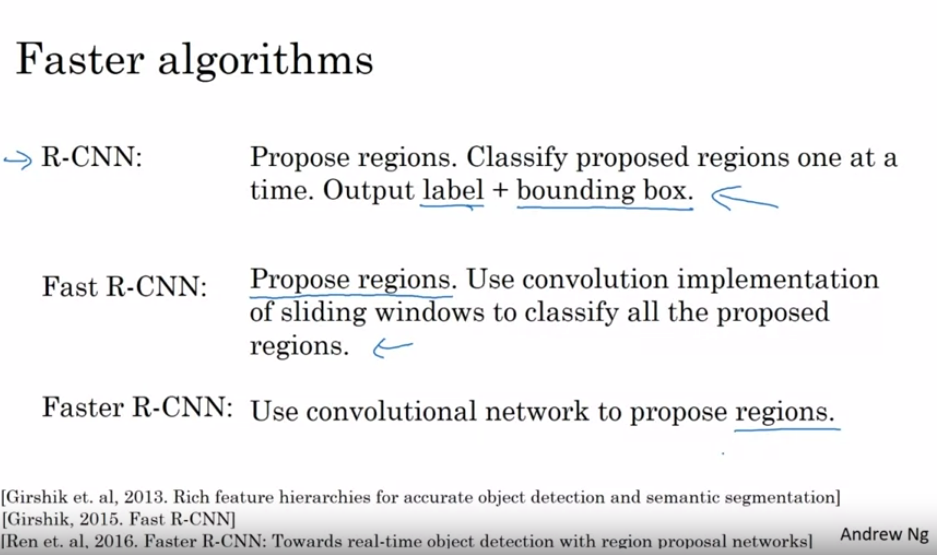 Faster algorithms
R-CNN: Propose regions. Classify proposed regions one at a
time. Output label + bounding box.
Fast R-CNN: Propose regions. Use convolution implementation
of sliding windows to classify all the proposed
regions.
Faster R-CNN: Use convolutional network to propose regions.
[Girshik et. al, 2013. Rich feature hierarchies for accurate object detection and semantic segmentation]
[Girshik, 2015. Fast R-CNN]
[Ren et. al, 2016. Faster R-CNN: Towards real-time object detection with region proposal networks]
Andrew Ng